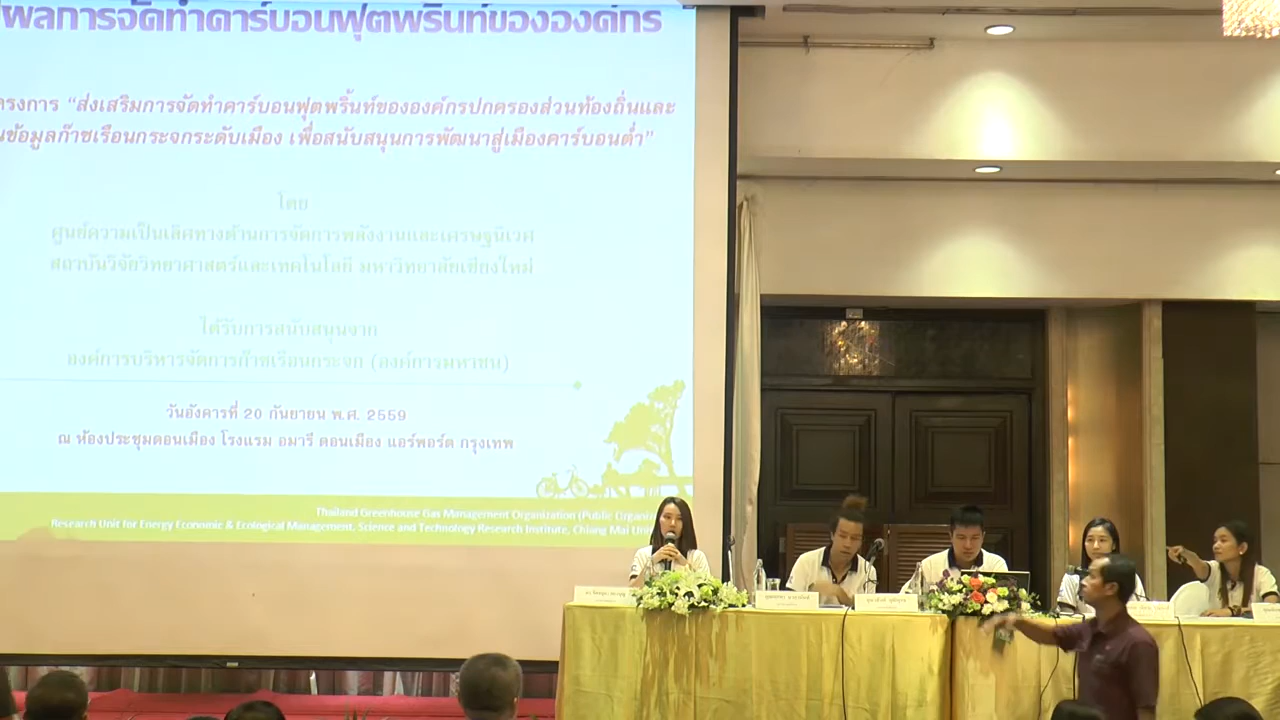 ผลการจัดทำคาร์บอนฟุตพริ้นท์ขององค์กร
ครงการ “ส่งเสริมการจัดทำคาร์บอนฟุตพริ้นท์ขององค์กรปกครองส่วนท้องถิ่นและ
ข้อมูลก๊าซเรือนกระจกระดับเมือง เพื่อสนับสนุนการพัฒนาสู่เมืองคาร์บอนต่ำ”
โดย
ศูนย์ความเป็นเลิศทางด้านการจัดการพลังงานและเศรษฐนิเวศ
สถาบันวิจัยวิทยาศาสตร์และเทคโนโลยี มหาวิทยาลัยเชียงใหม่
ได้รับการสนับสนุนจาก
องค์การบริหารจัดการก๊าซเรือนกระจก (องค์การมหาชน)
วันอังคารที่ 20 กันยายน พ.ศ. 2559
ณ ห้องประชุมดอนเมือง โรงแรม อมารี ดอนเมือง แอร์พอร์ต กรุงเทพ
Thailand Greenhouse Gas Management Organization (Public Organiz
Research Unit for Energy Economic & Ecological Management, Science and Technology Research Institute, Chiang Mai Uni